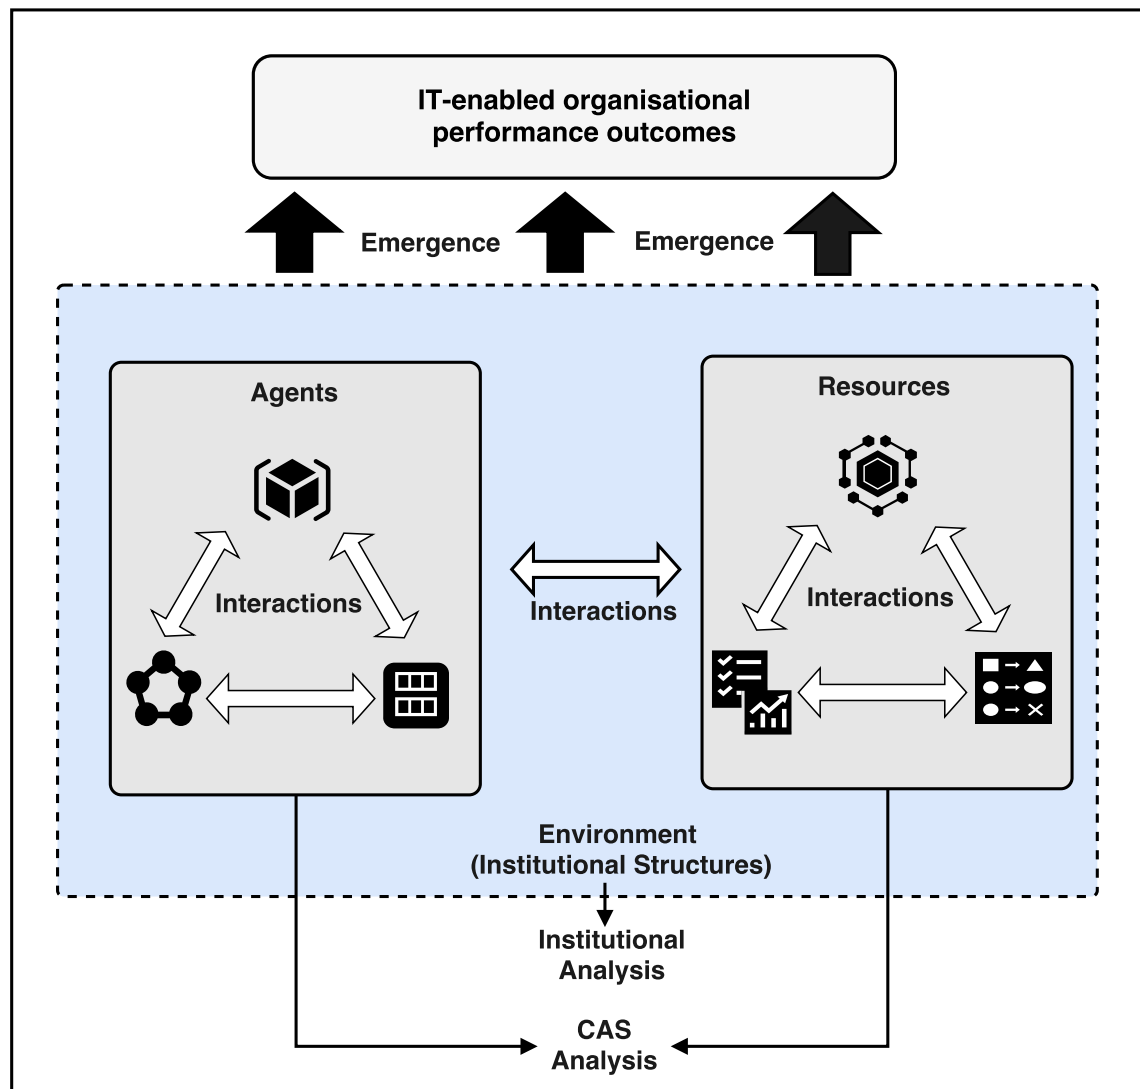 IT-enabled organisational
performance outcomes
Emergence
Emergence
Agents
Resources
Interactions
Interactions
Interactions
Environment
(Institutional Structures)
Institutional
Analysis
CAS
Analysis